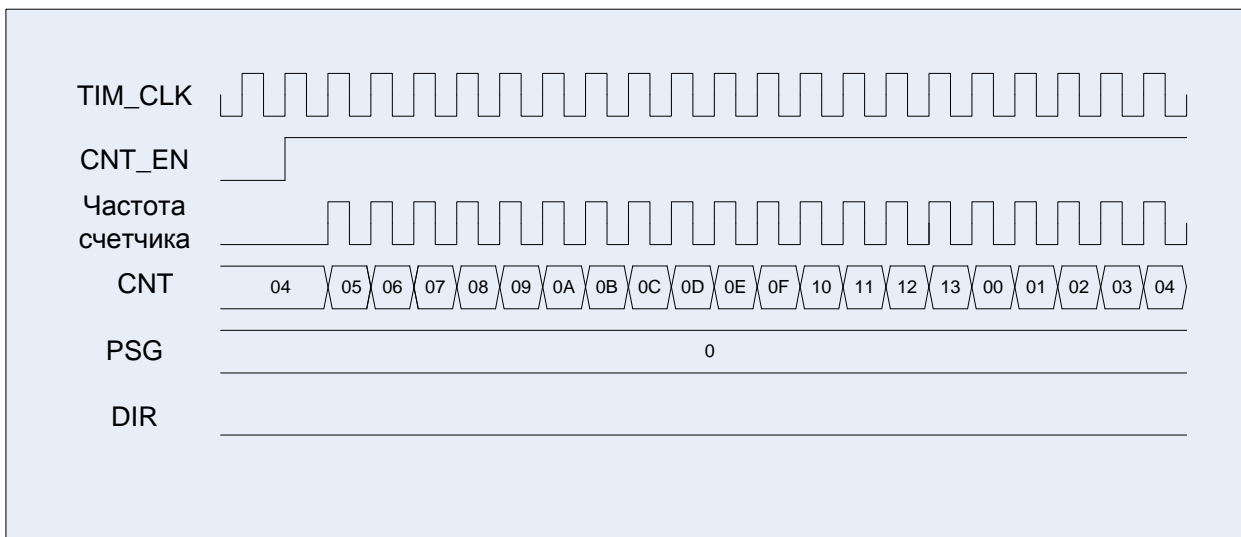 TIM_CLK
CNT_EN
Частота
счетчика
CNT
04 05 06 07 08 09 0A 0B 0C 0D 0E 0F 10 11 12 13 00 01 02 03 04
PSG
0
DIR